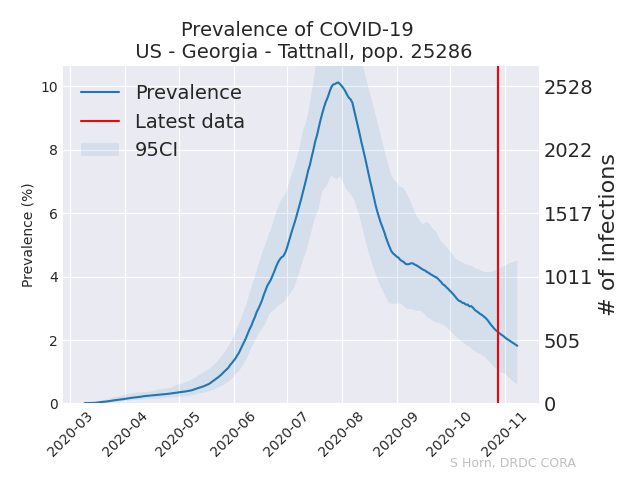 Prevalence of COVID-19
US - Georgia - Tattnall, pop. 25286
Prevalence
Latest data
95CI
Prevalence (%)
10
8
6
4
2
0
2528
2022
1517
1011
505
0
# of infections
2020-03
2020-04
2020-05
2020-06
2020-07
2020-08
2020-09
2020-10
2020-11
S Horn, DRDC CORA